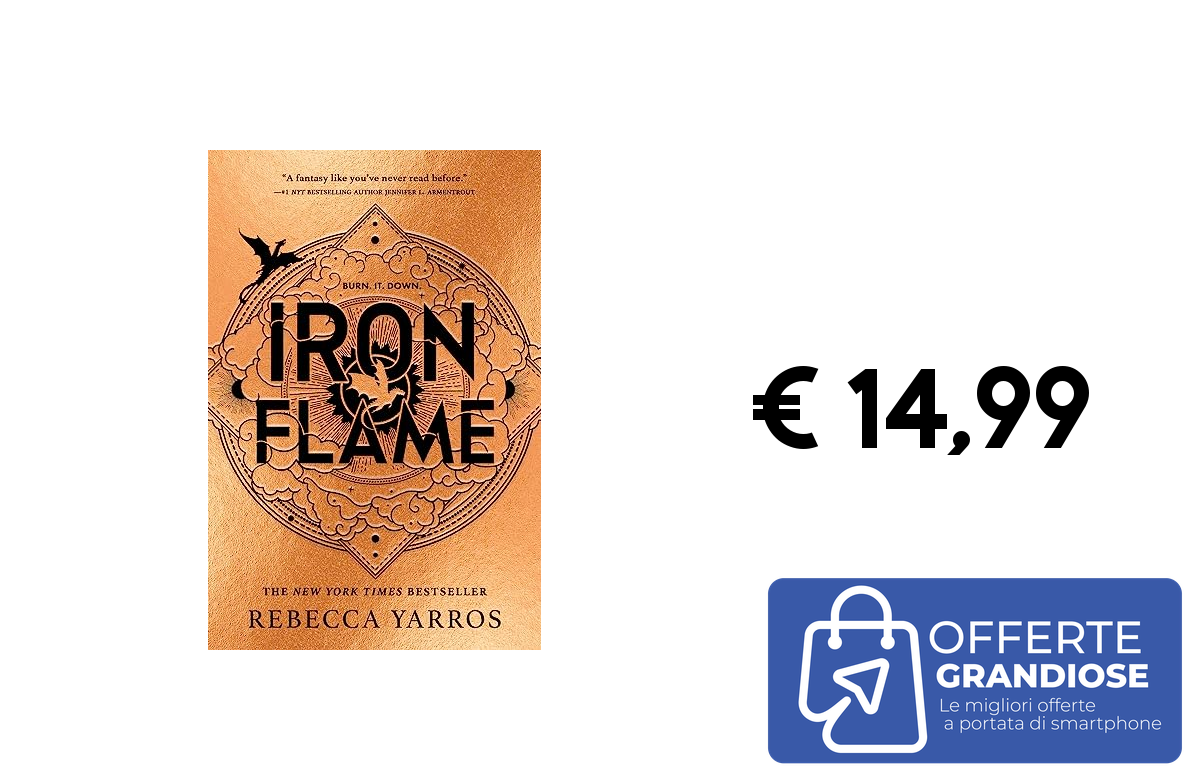 “A fantasy like you’ve never read before.”
—#1 NYT BESTSELLING AUTHOR JENNIFER L. ARMENTROUT
BURN. IT. DOWN.
IRON
FLAME
THE NEW YORK TIMES BESTSELLER
REBECCA YARROS
€ 14,99
OFFERTE
GRANDIOSE
Le migliori offerte
a portata di smartphone